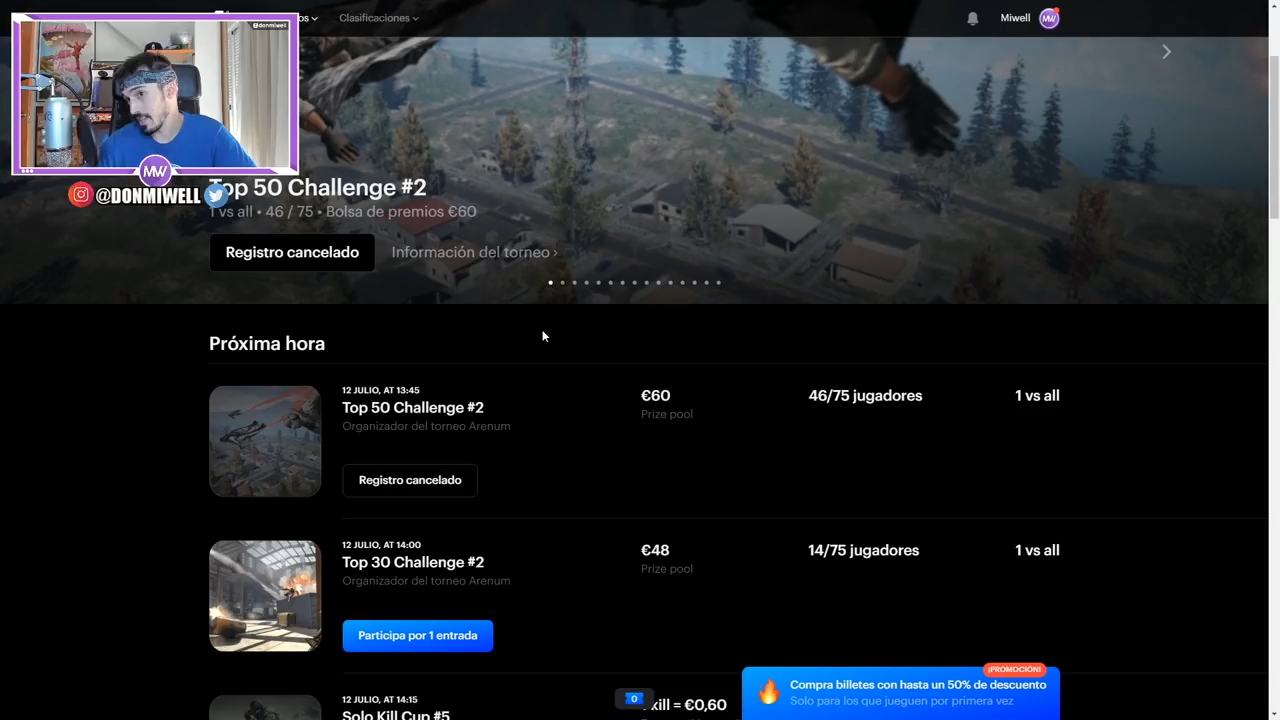 os
Clasificaciones
Miwell
MW
donmiwell
MW
@DONMIWELL
Top 50 Challenge #2
1 vs all • 46 / 75 • Bolsa de premios €60
Registro cancelado
Información del torneo ›
Próxima hora
12 JULIO, AT 13:45
Top 50 Challenge #2
Organizador del torneo Arenum
€60
Prize pool
46/75 jugadores
1 vs all
Registro cancelado
12 JULIO, AT 14:00
Top 30 Challenge #2
Organizador del torneo Arenum
€48
Prize pool
14/75 jugadores
1 vs all
Participa por 1 entrada
12 JULIO, AT 14:15
Solo Kill Cup #5
0
kill = €0,60
¡PROMOCIÓN!
Compra billetes con hasta un 50% de descuento
Solo para los que jueguen por primera vez